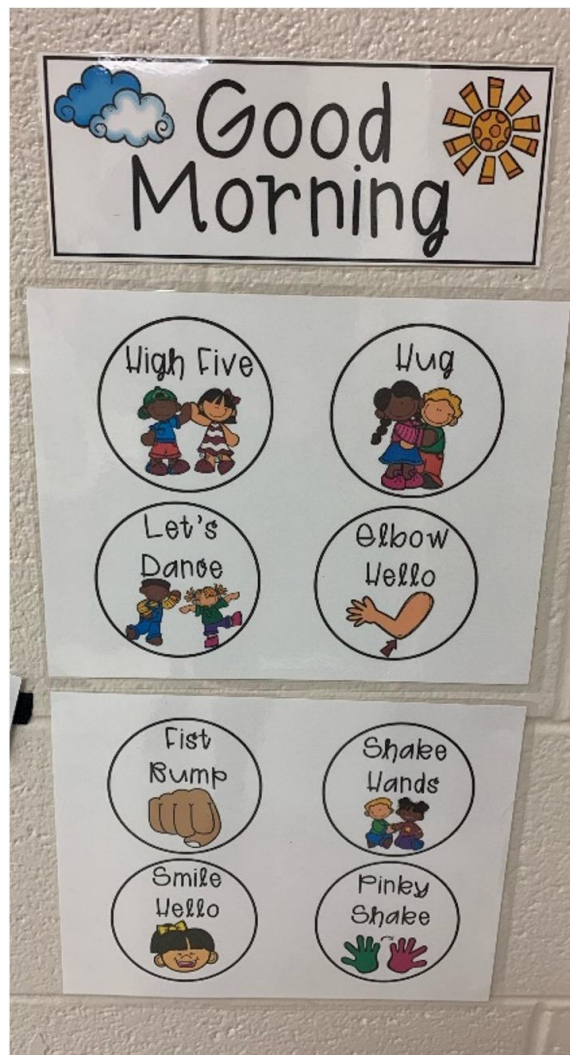 Good
Morning
High Five
Hug
Let's
Dance
Elbow
Hello
Fist
Bump
Shake
Hands
Smile
Hello
Pinky
Shake